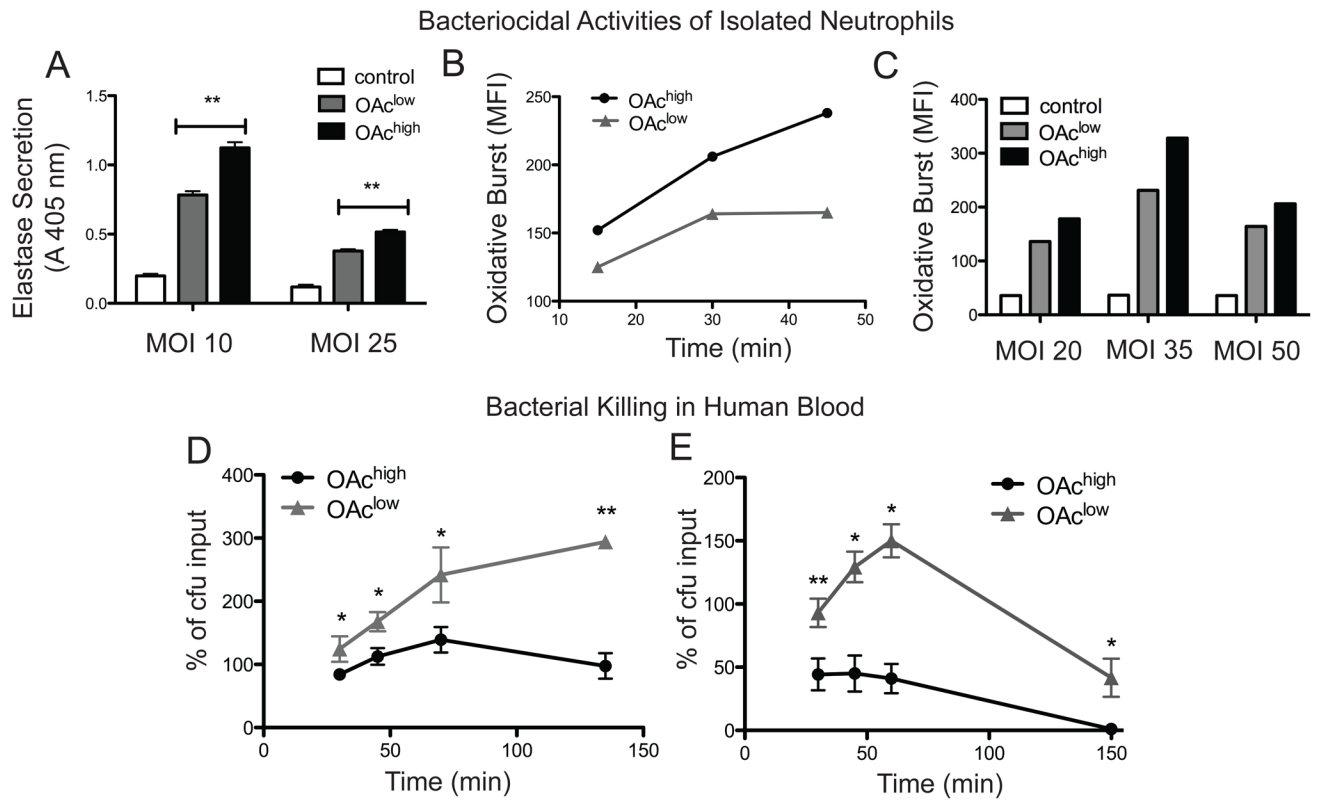 Bacteriocidal Activities of Isolated Neutrophils
A
Elastase Secretion
(A 405 nm)
1.5
1.0
0.5
0.0
**
**
control
OAclow
OAchigh
MOI 10
MOI 25
B
Oxidative Burst (MFI)
250
200
150
100
OAchigh
OAclow
10
20
30
40
50
Time (min)
C
Oxidative Burst (MFI)
400
300
200
100
0
control
OAclow
OAchigh
MOI 20
MOI 35
MOI 50
Bacterial Killing in Human Blood
D
% of cfu input
400
300
200
100
0
OAchigh
OAclow
*
*
*
**
0
50
100
150
Time (min)
E
% of cfu input
200
150
100
50
0
OAchigh
OAclow
**
*
*
*
0
50
100
150
Time (min)